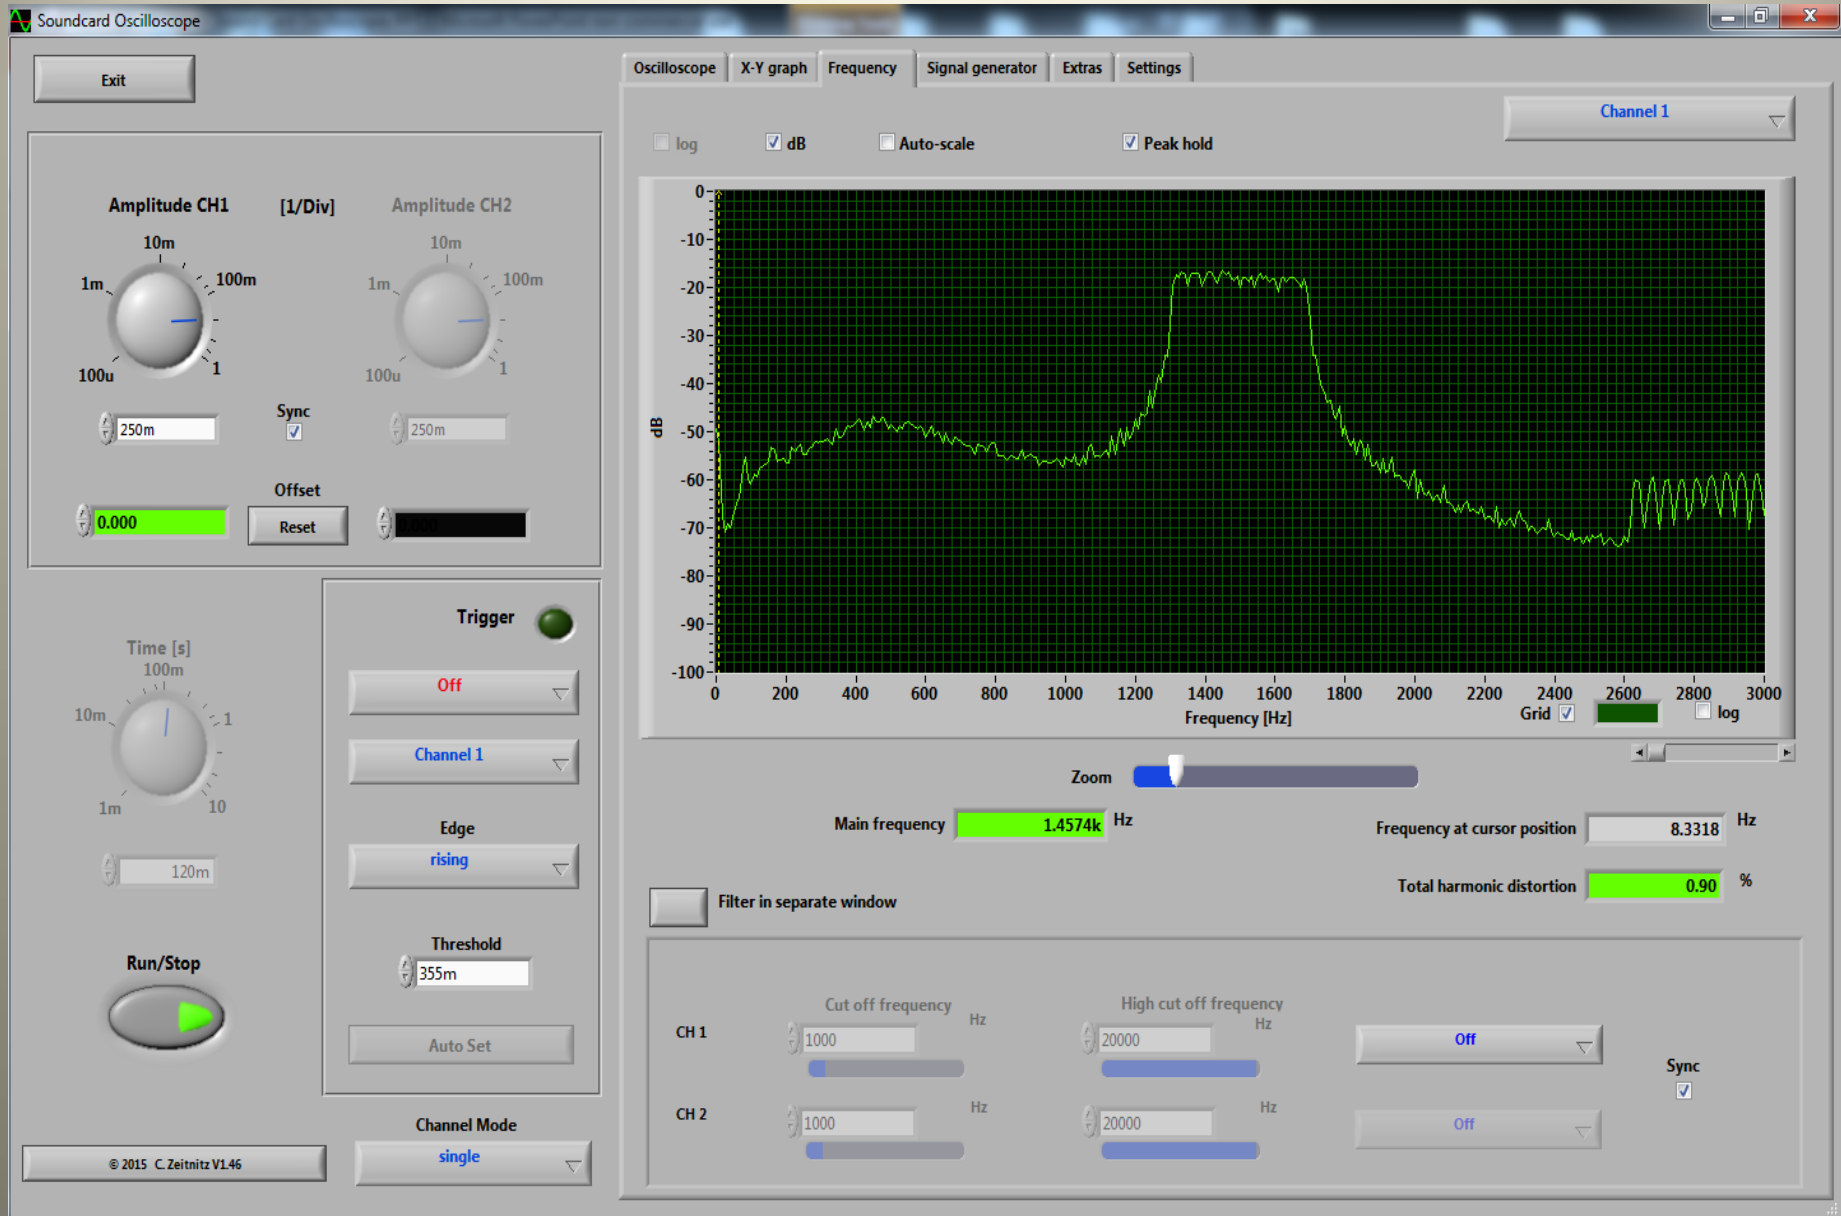 Soundcard Oscilloscope
Exit
Amplitude CH1
[1/Div]
Amplitude CH2
10m
1m
100m
100u
1
10m
1m
100m
100u
1
250m
Sync
250m
Offset
0.000
Reset
0.000
Time [s]
100m
10m
1
1m
10
120m
Run/Stop
Trigger
Off
Channel 1
Edge
rising
Threshold
355m
Auto Set
Channel Mode
single
© 2015 C. Zeitnitz V1.46
Oscilloscope
X-Y graph
Frequency
Signal generator
Extras
Settings
Channel 1
log
dB
Auto-scale
Peak hold
0
-10
-20
-30
-40
-50
-60
-70
-80
-90
-100
dB
0 200 400 600 800 1000 1200 1400 1600 1800 2000 2200 2400 2600 2800 3000
Frequency [Hz]
Grid
log
Zoom
Main frequency 1.4574k Hz
Frequency at cursor position 8.3318 Hz
Total harmonic distortion 0.90 %
Filter in separate window
Cut off frequency
High cut off frequency
CH 1
1000
Hz
20000
Hz
Off
Sync
CH 2
1000
Hz
20000
Hz
Off